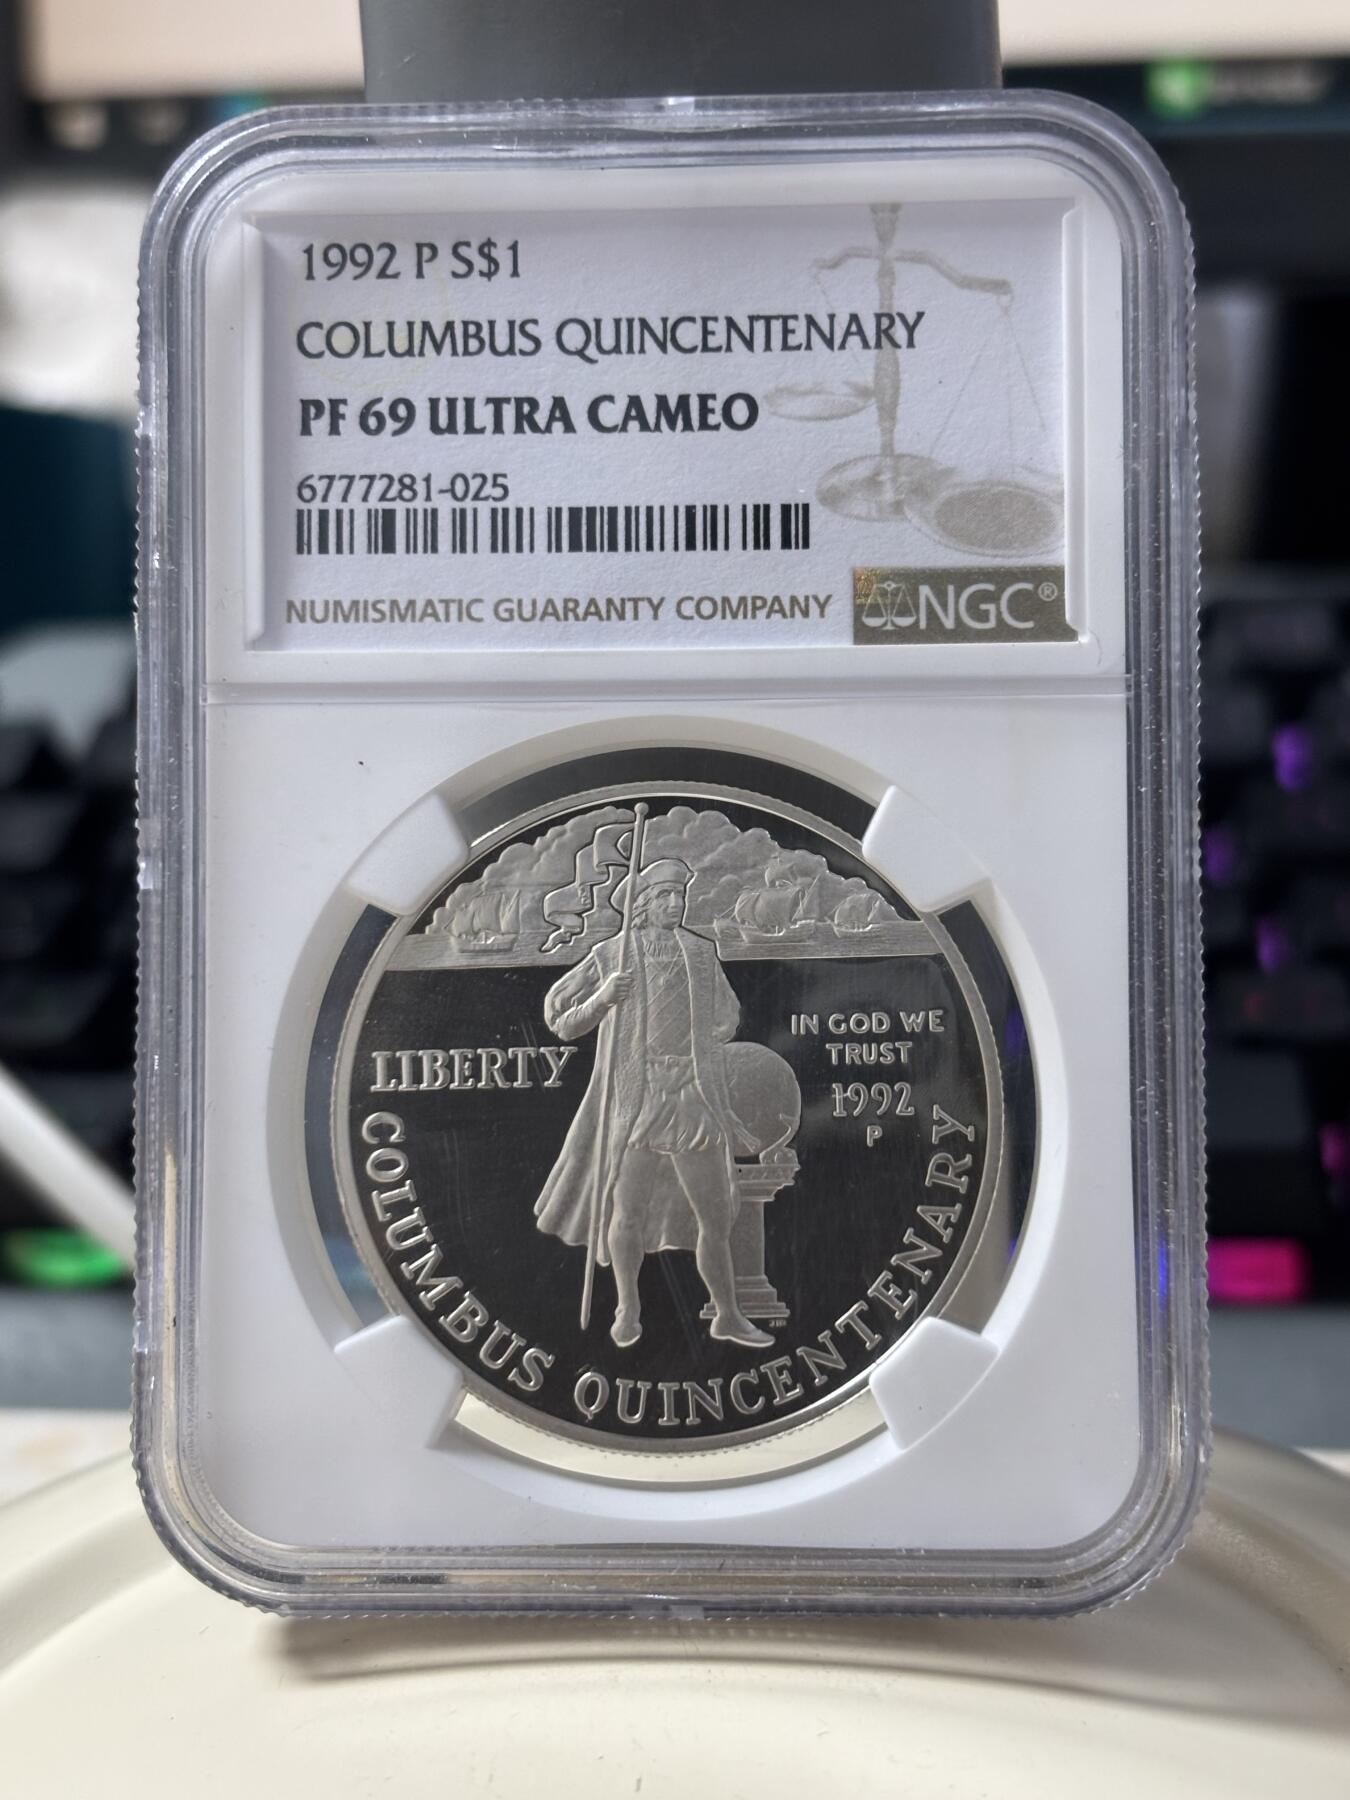 1992 P S$1
COLUMBUS QUINCENTENARY
PF 69 ULTRA CAMEO
6777281-025
NUMISMATIC GUARANTY COMPANY
NGC®
IN GOD WE
TRUST
LIBERTY
1992
P
COLUMBUS QUINCENTENARY